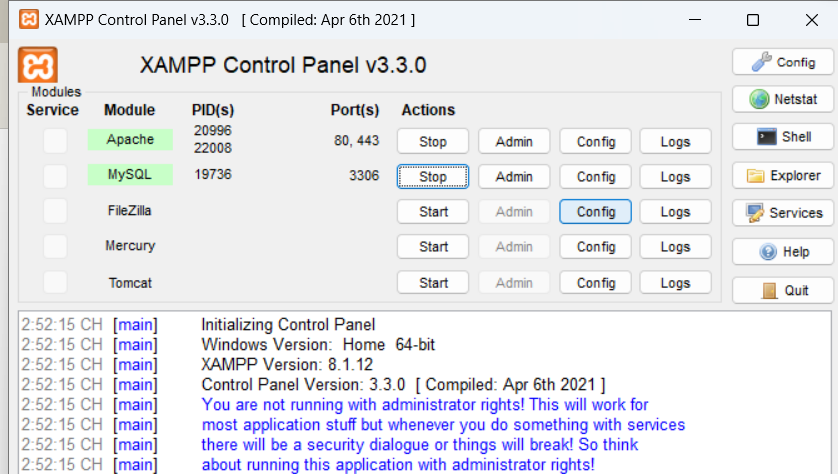 XAMPP Control Panel v3.3.0 [ Compiled: Apr 6th 2021 ]
XAMPP Control Panel v3.3.0
Config
Modules
Service Module PID(s) Port(s) Actions
Netstat
Apache 20996 22008 80, 443 Stop Admin Config Logs
Shell
MySQL 19736 3306 Stop Admin Config Logs
Explorer
FileZilla Start Admin Config Logs
Services
Mercury Start Admin Config Logs
Help
Tomcat Start Admin Config Logs
Quit
2:52:15 CH [main] Initializing Control Panel
2:52:15 CH [main] Windows Version: Home 64-bit
2:52:15 CH [main] XAMPP Version: 8.1.12
2:52:15 CH [main] Control Panel Version: 3.3.0 [ Compiled: Apr 6th 2021 ]
2:52:15 CH [main] You are not running with administrator rights! This will work for
2:52:15 CH [main] most application stuff but whenever you do something with services
2:52:15 CH [main] there will be a security dialogue or things will break! So think
2:52:15 CH [main] about running this application with administrator rights!